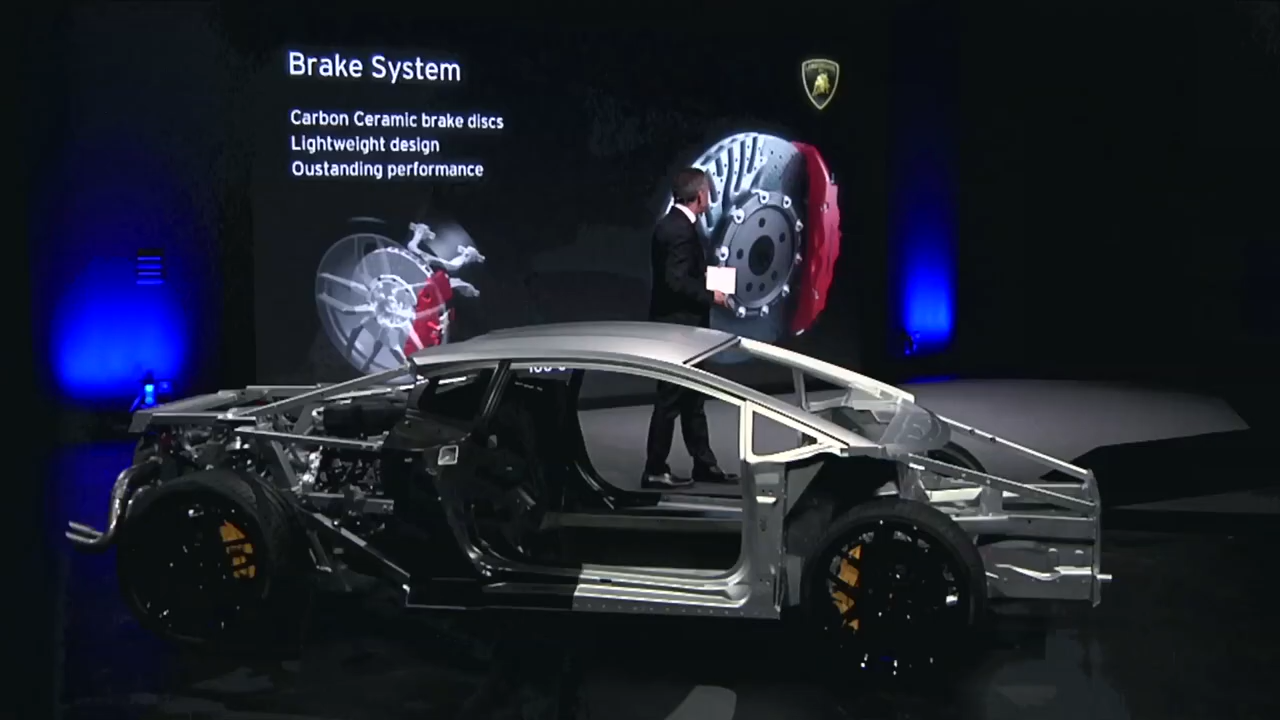 Brake System
Carbon Ceramic brake discs
Lightweight design
Oustanding performance